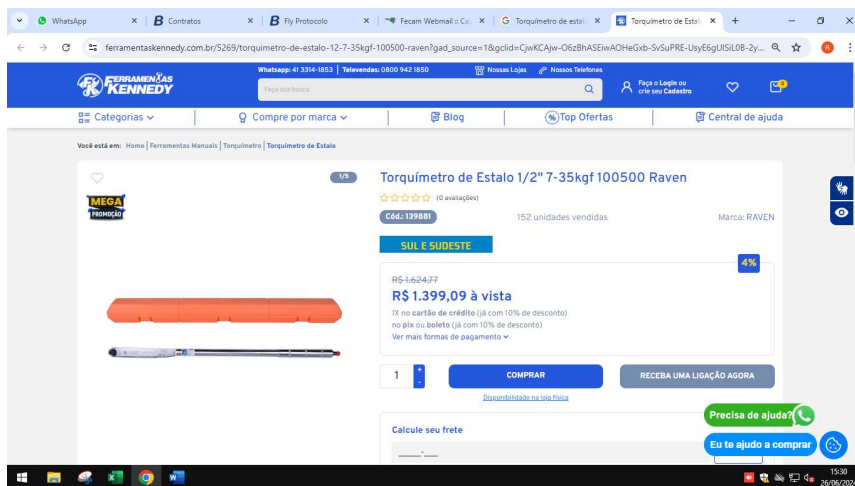 WhatsApp
Contratos
Fly Protocolo
Fecam Webmail :: Cai
Torquímetro de estal
Torquímetro de Esta
ferramentaskennedy.com.br/5269/torquimetro-de-estalo-12-7-35kgf-100500-raven?gad_source=1&gclid=CjwKCAjw-O6zBhASEiwAOHeGxb-SvSuPRE-UsyE6gUISiL0B-2y...
R
Whatsapp: 41 3314-1853 | Televendas: 0800 942 1850
Nossas Lojas
Nossos Telefones
FERRAMENTAS
KENNEDY
Faça sua busca
Faça o Login ou
crie seu Cadastro
0
Categorias
Compre por marca
Blog
Top Ofertas
Central de ajuda
Você está em: Home | Ferramentas Manuais | Torquímetro | Torquímetro de Estalo
1/5
MEGA
PROMOÇÃO
Torquímetro de Estalo 1/2" 7-35kgf 100500 Raven
(0 avaliações)
Cód.: 139881
152 unidades vendidas
Marca: RAVEN
SUL E SUDESTE
4%
R$ 1.624,77
R$ 1.399,09 à vista
1X no cartão de crédito (já com 10% de desconto)
no pix ou boleto (já com 10% de desconto)
Ver mais formas de pagamento
1
+
-
COMPRAR
RECEBA UMA LIGAÇÃO AGORA
Disponibilidade na loja física
Calcule seu frete
_____-___
Precisa de ajuda?
Eu te ajudo a comprar
15:30
26/06/2024